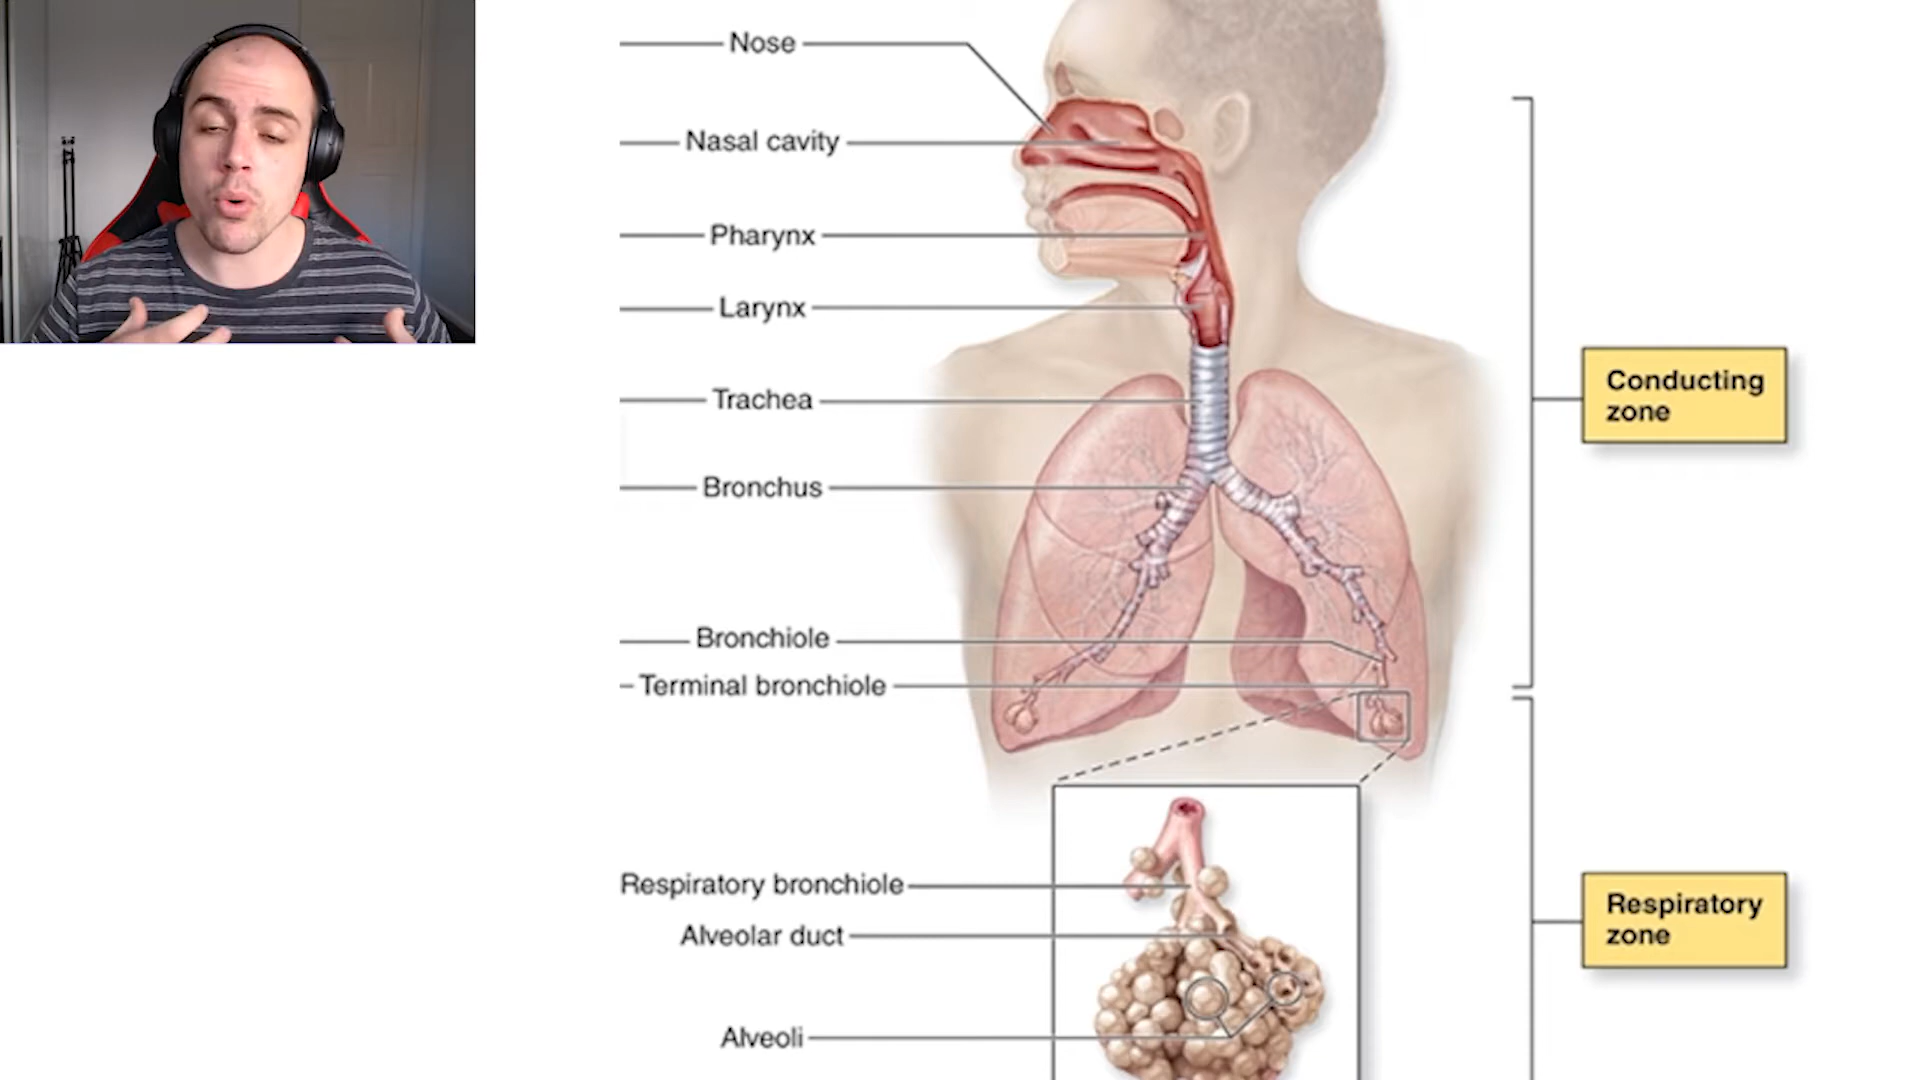 Nose
Nasal cavity
Pharynx
Larynx
Trachea
Bronchus
Bronchiole
Terminal bronchiole
Respiratory bronchiole
Alveolar duct
Alveoli
Conducting
zone
Respiratory
zone